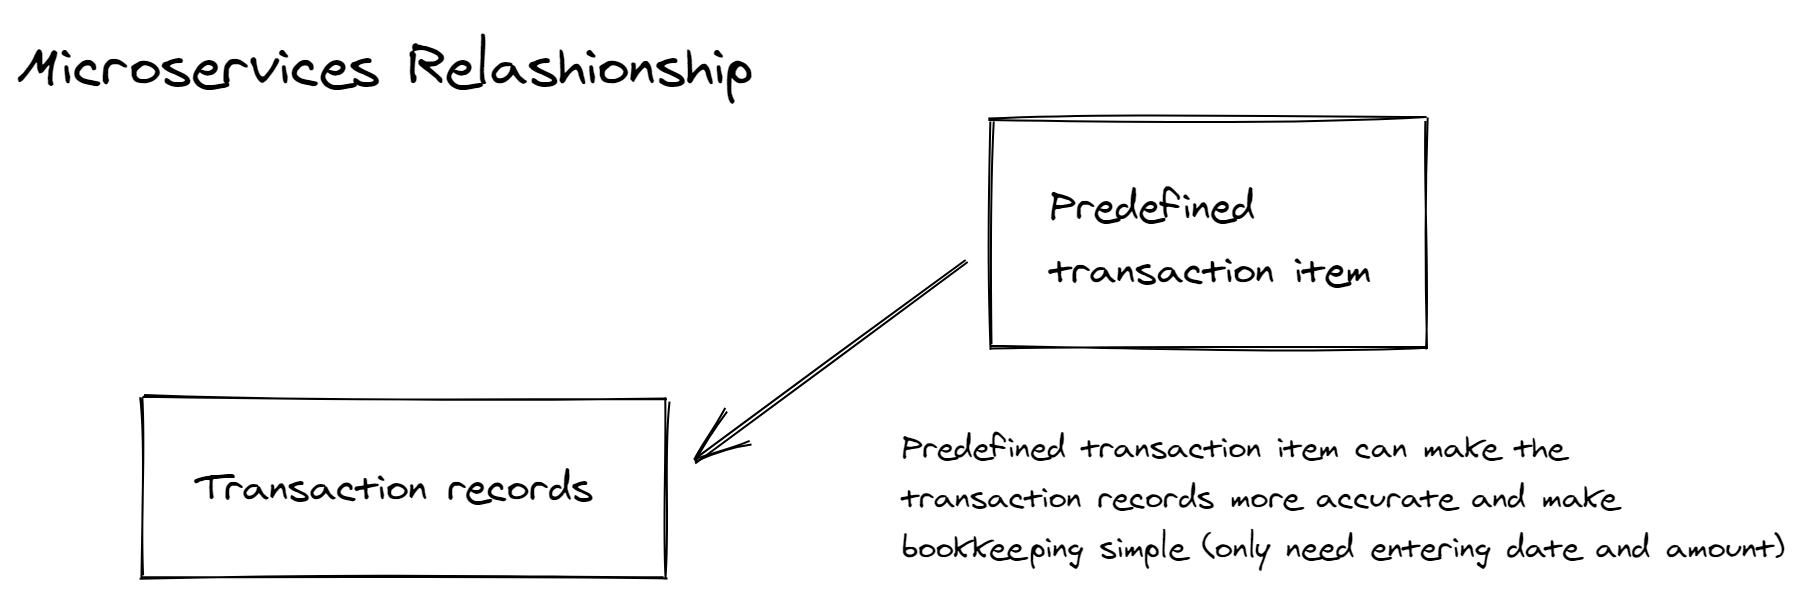 Microservices Relashionship
Predefined
transaction item
Transaction records
Predefined transaction item can make the
transaction records more accurate and make
bookkeeping simple (only need entering date and amount)